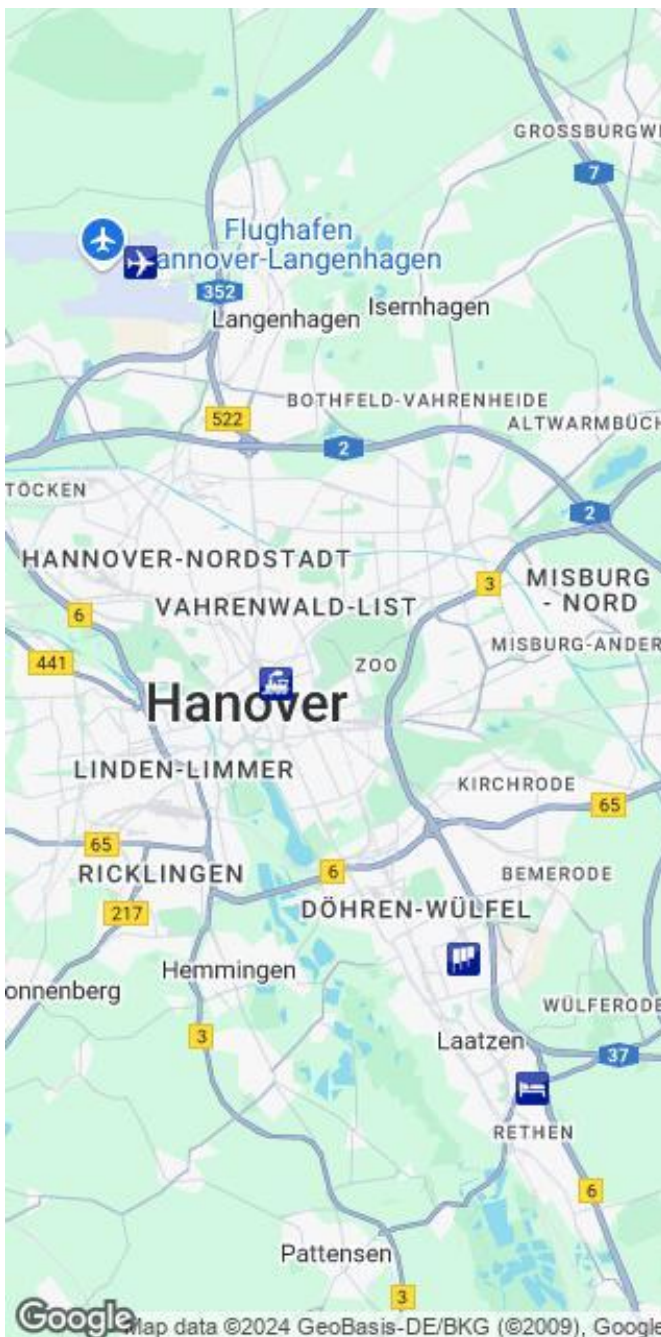 GROSSBURGWE
7
Flughafen
annover-Langenhagen
352
Isernhagen
Langenhagen
BOTHFELD-VAHRENHEIDE
522
ALTWARMBÜCH
2
TÖCKEN
2
HANNOVER-NORDSTADT
MISBURG
- NORD
3
VAHRENWALD-LIST
6
MISBURG-ANDER
441
ZOO
Hanover
LINDEN-LIMMER
KIRCHRODE
65
65
RICKLINGEN
6
BEMERODE
217
DÖHREN-WÜLFEL
Hemmingen
onnenberg
WÜLFERODE
3
Laatzen
37
RETHEN
6
Pattensen
3
Google
Map data ©2024 GeoBasis-DE/BKG (©2009), Google